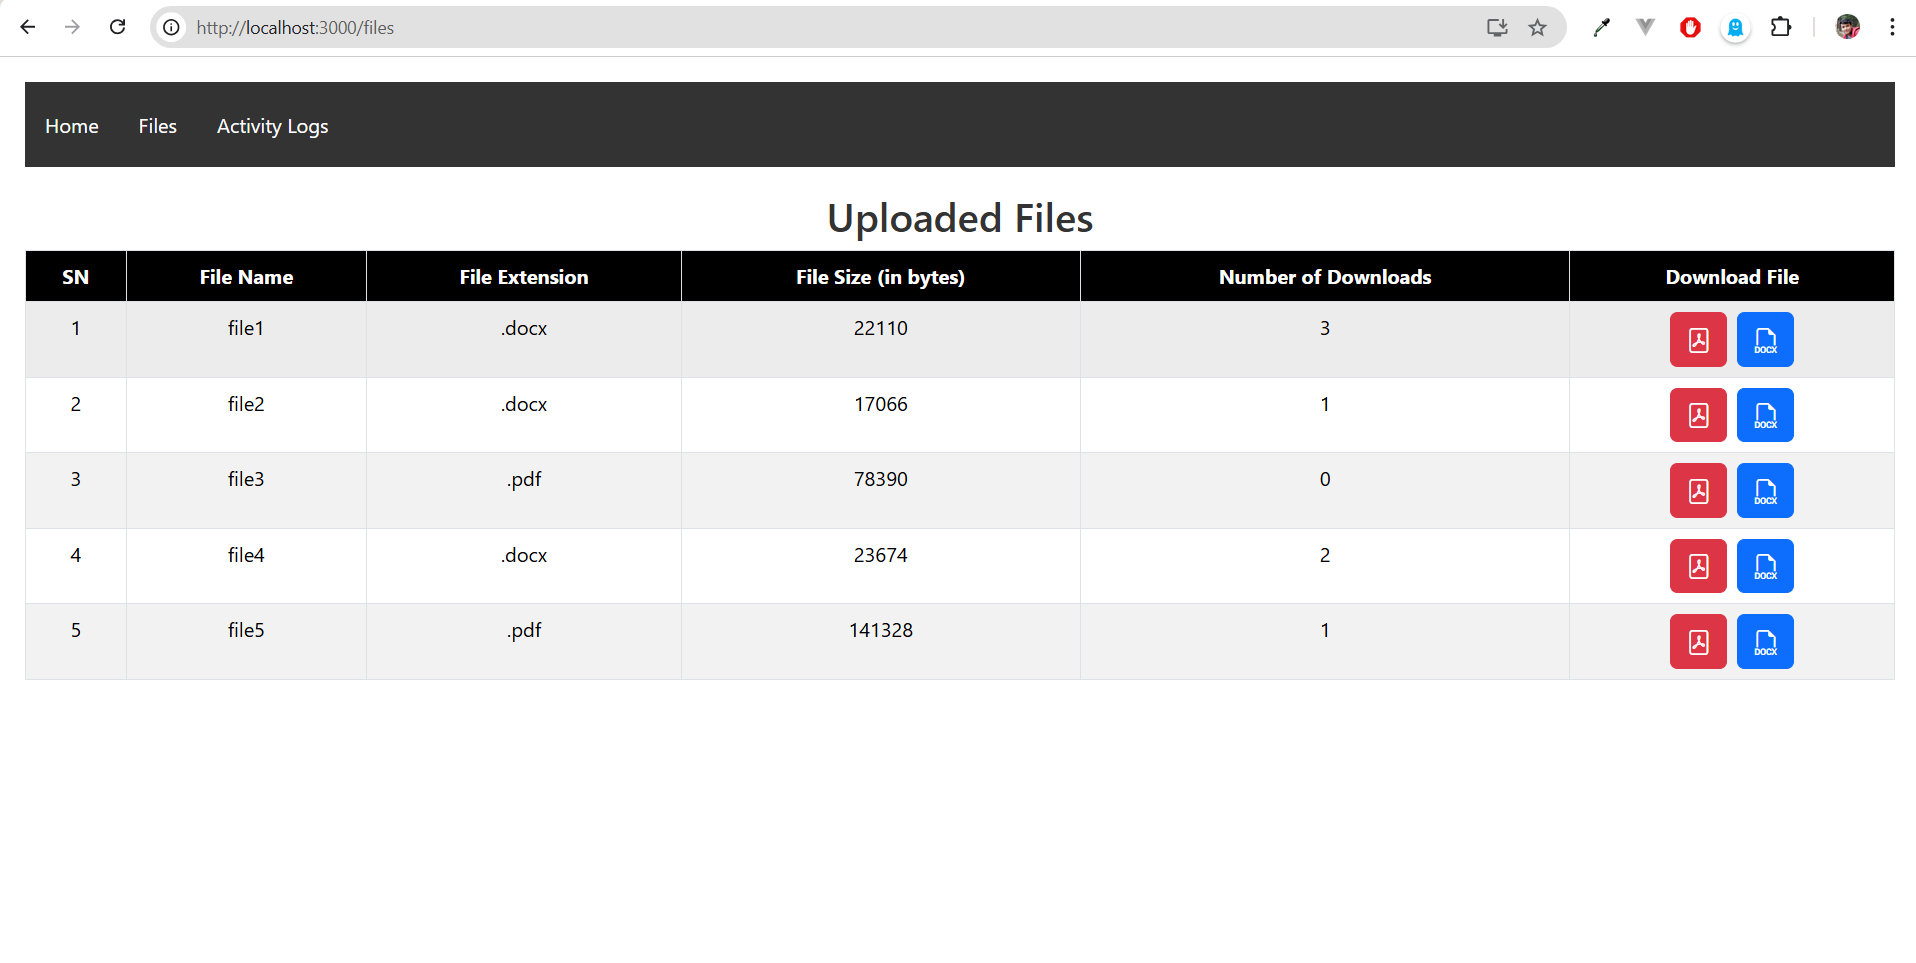 http://localhost:3000/files
Home Files Activity Logs
Uploaded Files
SN File Name File Extension File Size (in bytes) Number of Downloads Download File
1 file1 .docx 22110 3 DOCX
2 file2 .docx 17066 1 DOCX
3 file3 .pdf 78390 0 DOCX
4 file4 .docx 23674 2 DOCX
5 file5 .pdf 141328 1 DOCX